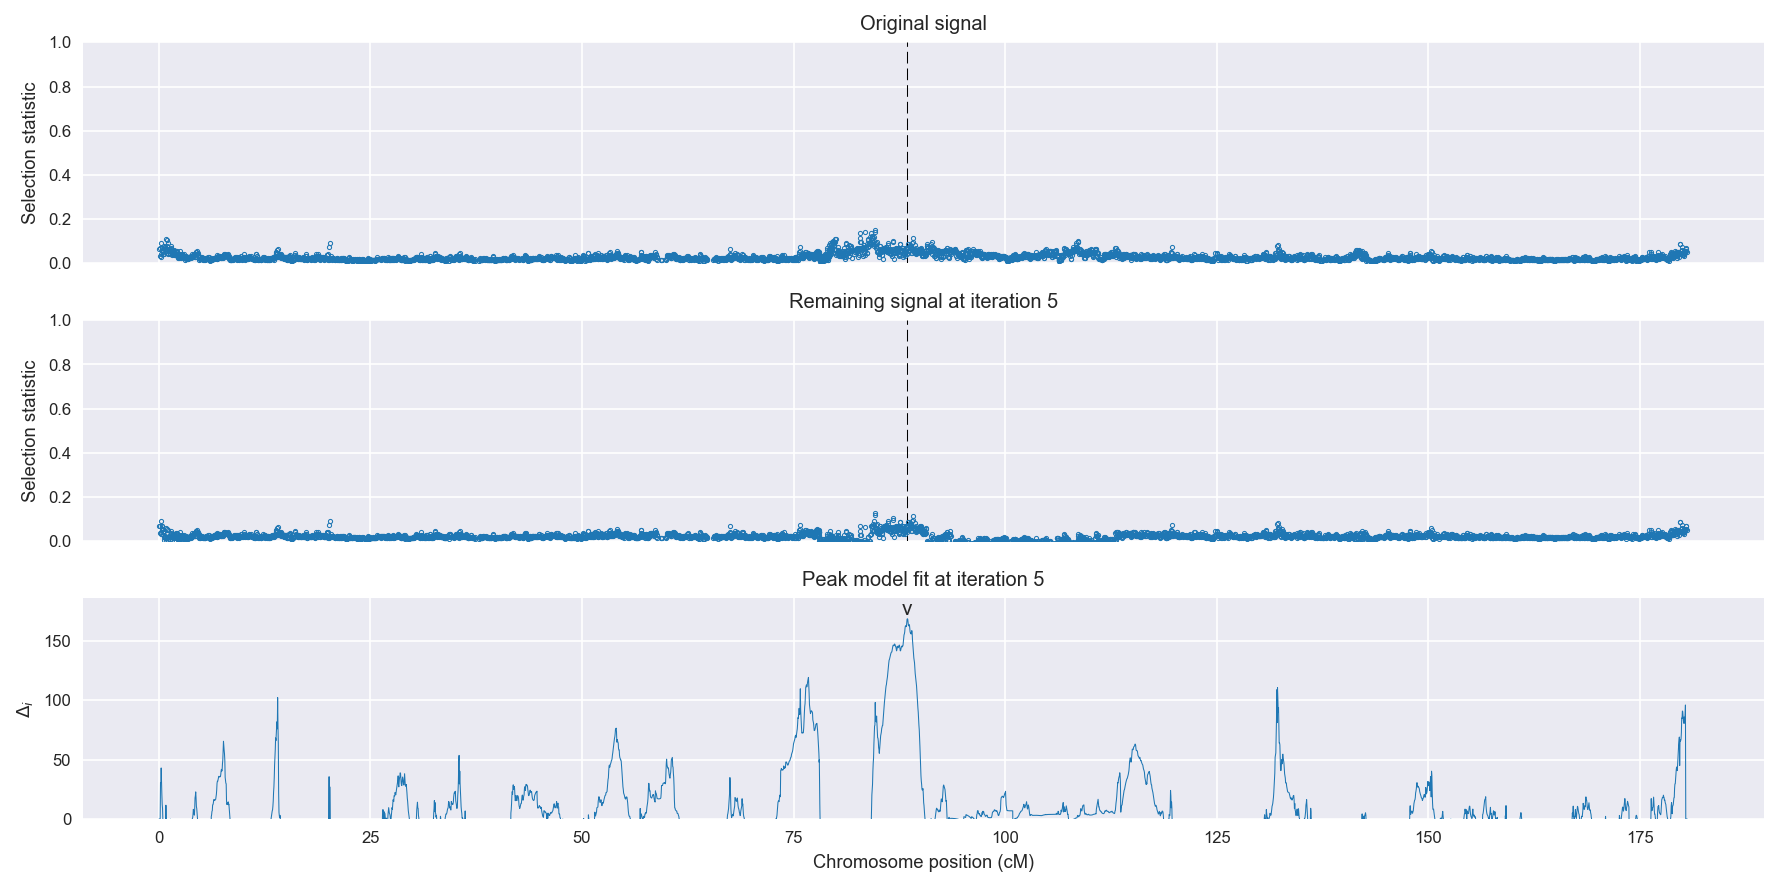 Original signal
1.0
0.8
0.6
0.4
0.2
0.0
Selection statistic
Remaining signal at iteration 5
1.0
0.8
0.6
0.4
0.2
0.0
Selection statistic
Peak model fit at iteration 5
v
150
100
50
0
Δi
0 25 50 75 100 125 150 175
Chromosome position (cM)